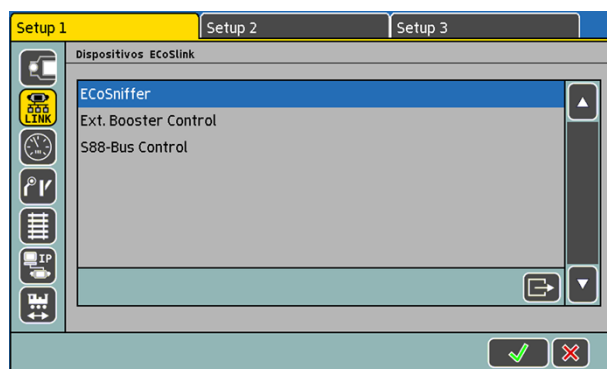 Setup 1
Setup 2
Setup 3
Dispositivos ECoSlink
ECoSniffer
Ext. Booster Control
S88-Bus Control
LINK
IP